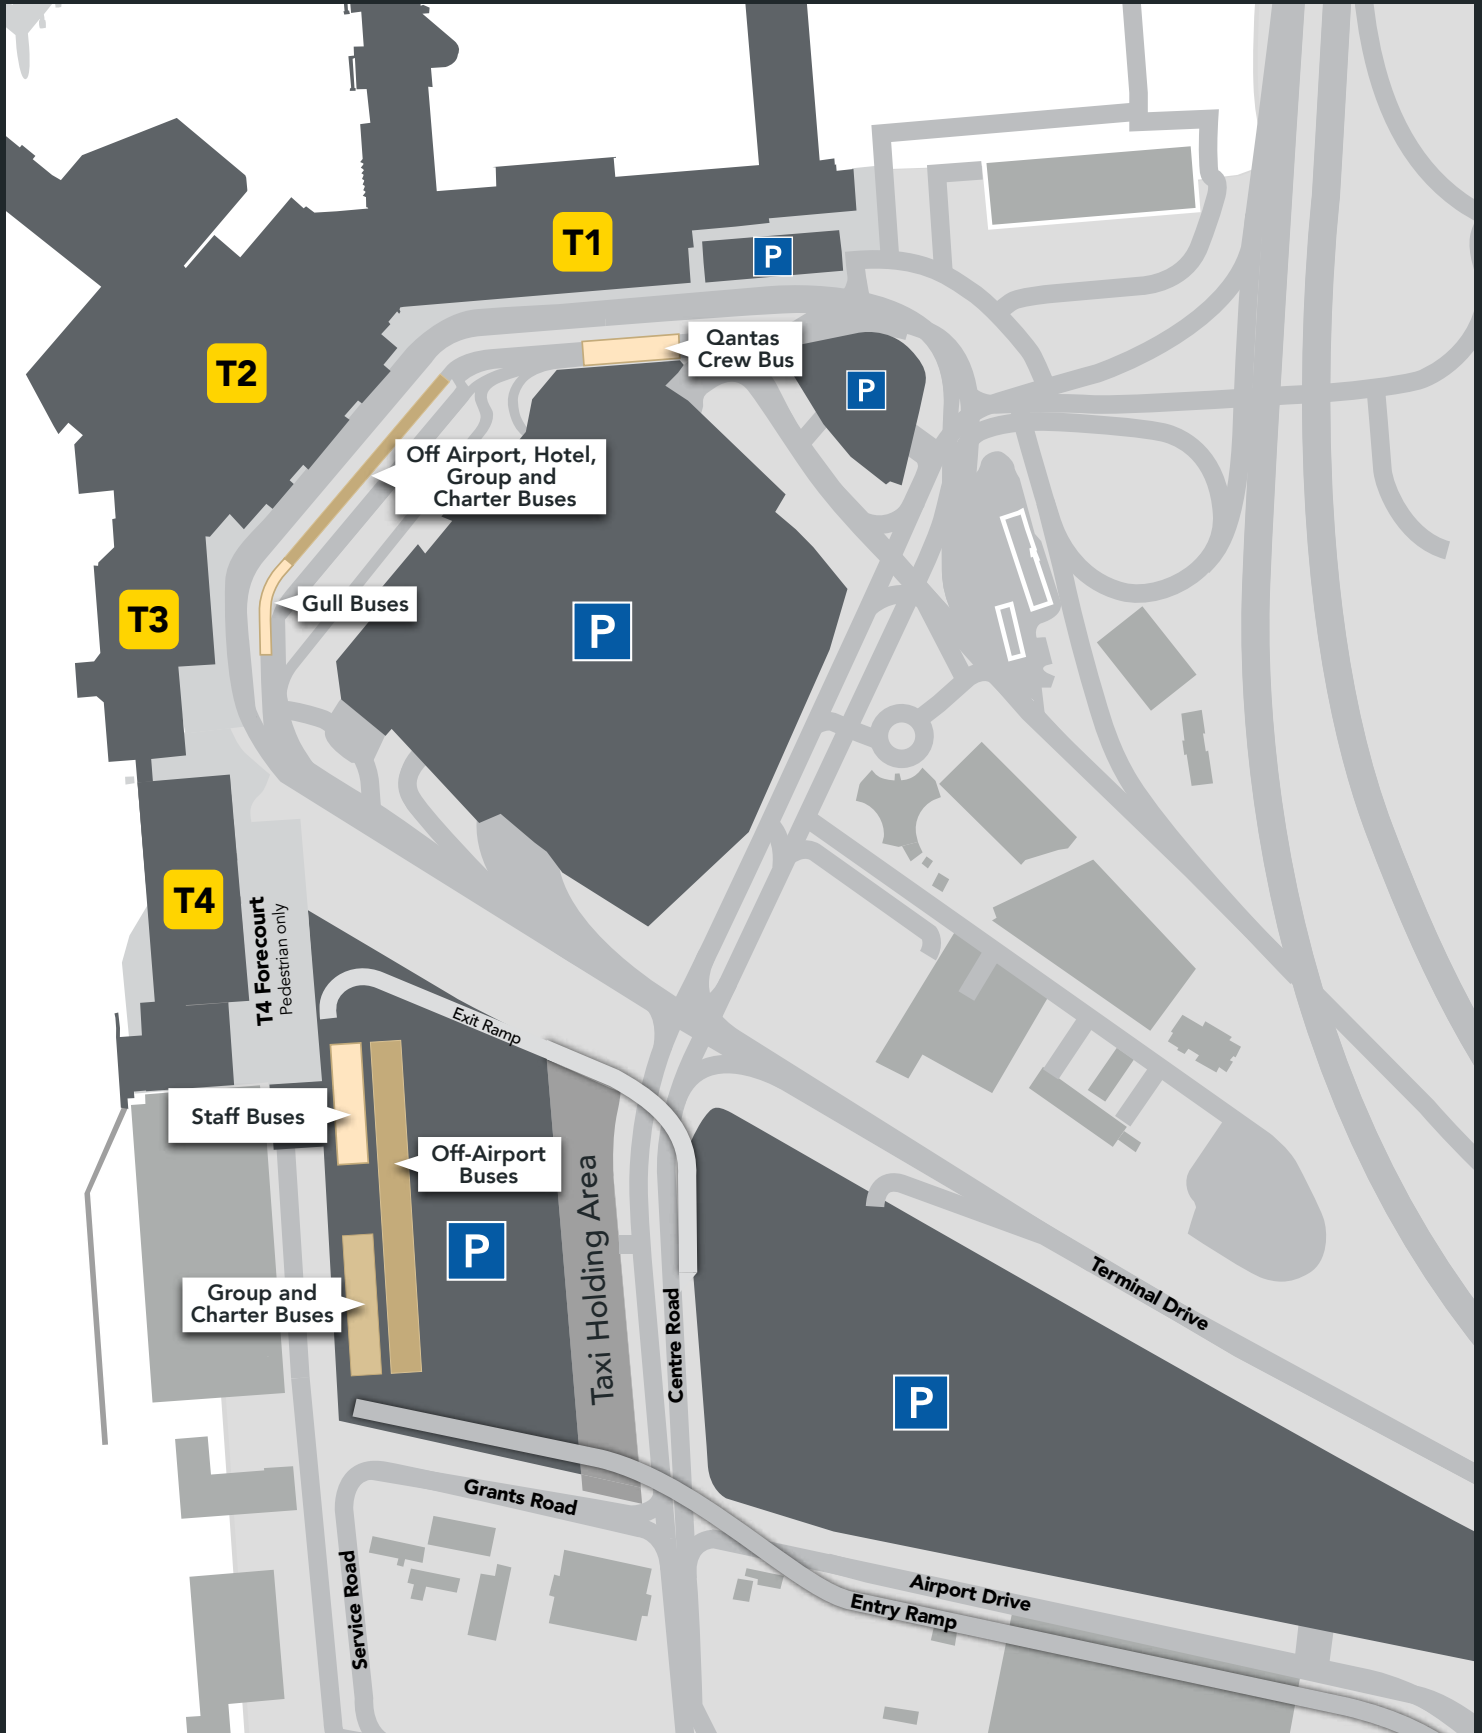 T1
P
Qantas
Crew Bus
T2
P
Off Airport, Hotel,
Group and
Charter Buses
Gull Buses
T3
P
T4
T4 Forecourt
Pedestrian only
Exit Ramp
Staff Buses
Off-Airport
Buses
P
Taxi Holding Area
Group and
Charter Buses
Centre Road
Terminal Drive
P
Grants Road
Service Road
Airport Drive
Entry Ramp